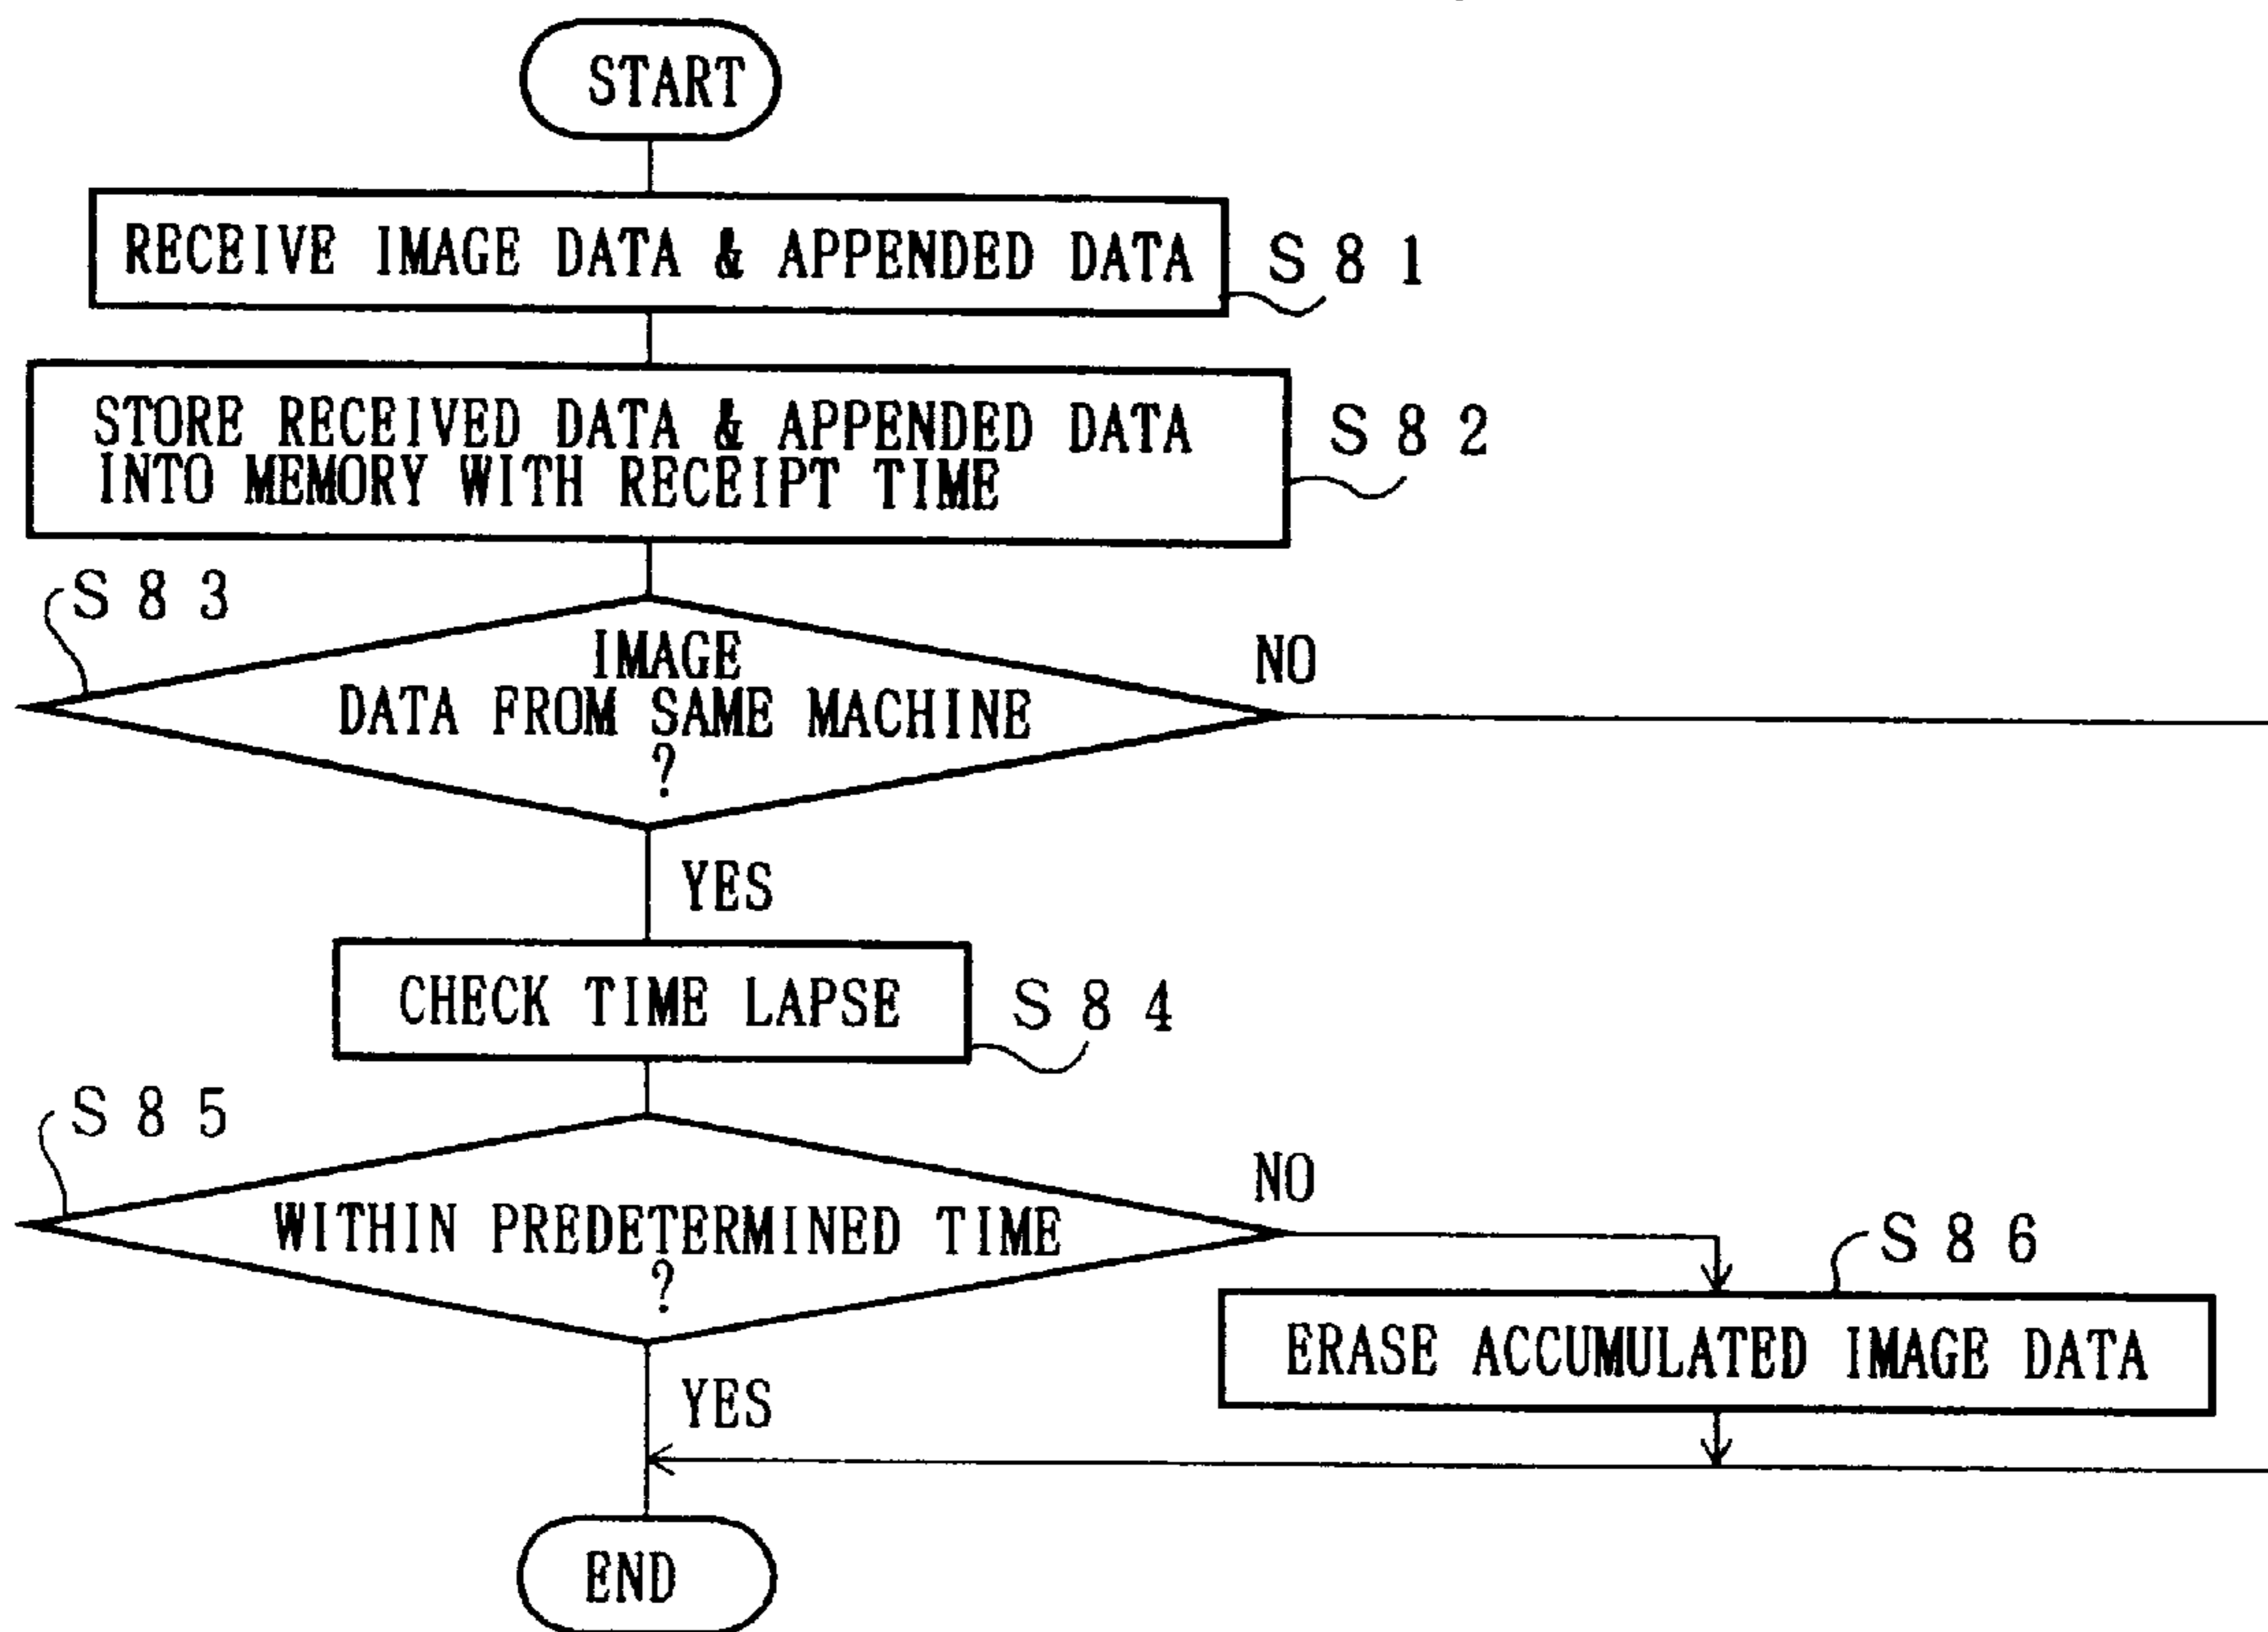 START
RECEIVE IMAGE DATA & APPENDED DATA
S 8 1
STORE RECEIVED DATA & APPENDED DATA
INTO MEMORY WITH RECEIPT TIME
S 8 2
S 8 3
IMAGE
DATA FROM SAME MACHINE
?
NO
YES
CHECK TIME LAPSE
S 8 4
S 8 5
WITHIN PREDETERMINED TIME
?
NO
S 8 6
ERASE ACCUMULATED IMAGE DATA
YES
END